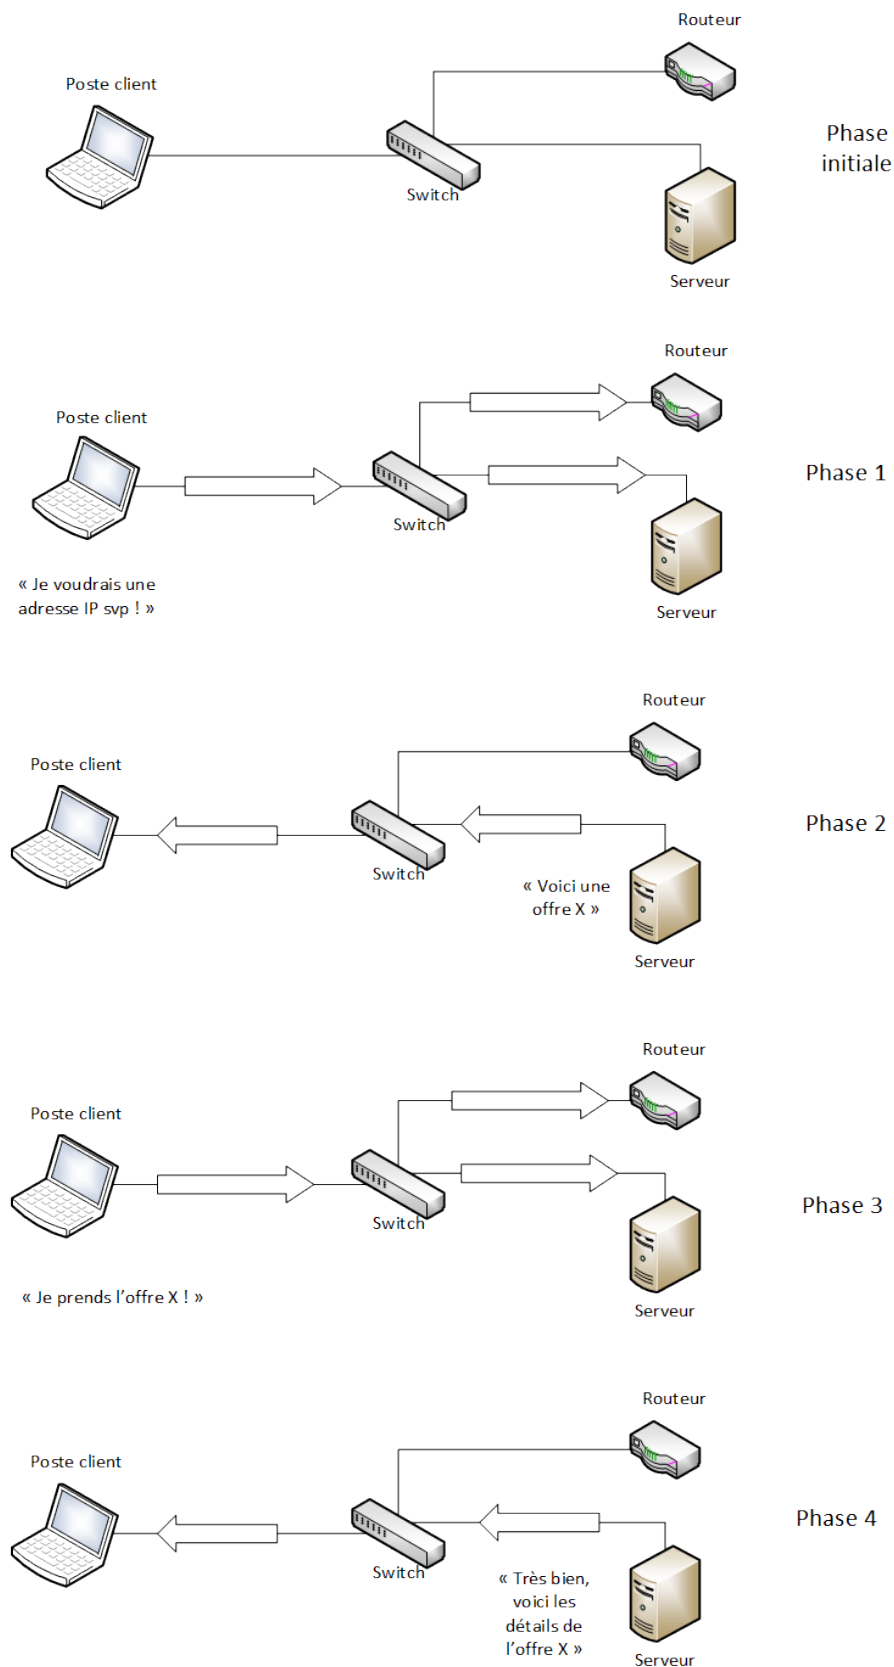 Routeur
Poste client
Phase
initiale
Switch
Serveur
Routeur
Poste client
Phase 1
Switch
« Je voudrais une
adresse IP svp ! »
Serveur
Routeur
Poste client
Phase 2
Switch
« Voici une
offre X »
Serveur
Routeur
Poste client
Phase 3
Switch
« Je prends l’offre X ! »
Serveur
Routeur
Poste client
Phase 4
Switch
« Très bien,
voici les
détails de
l’offre X »
Serveur